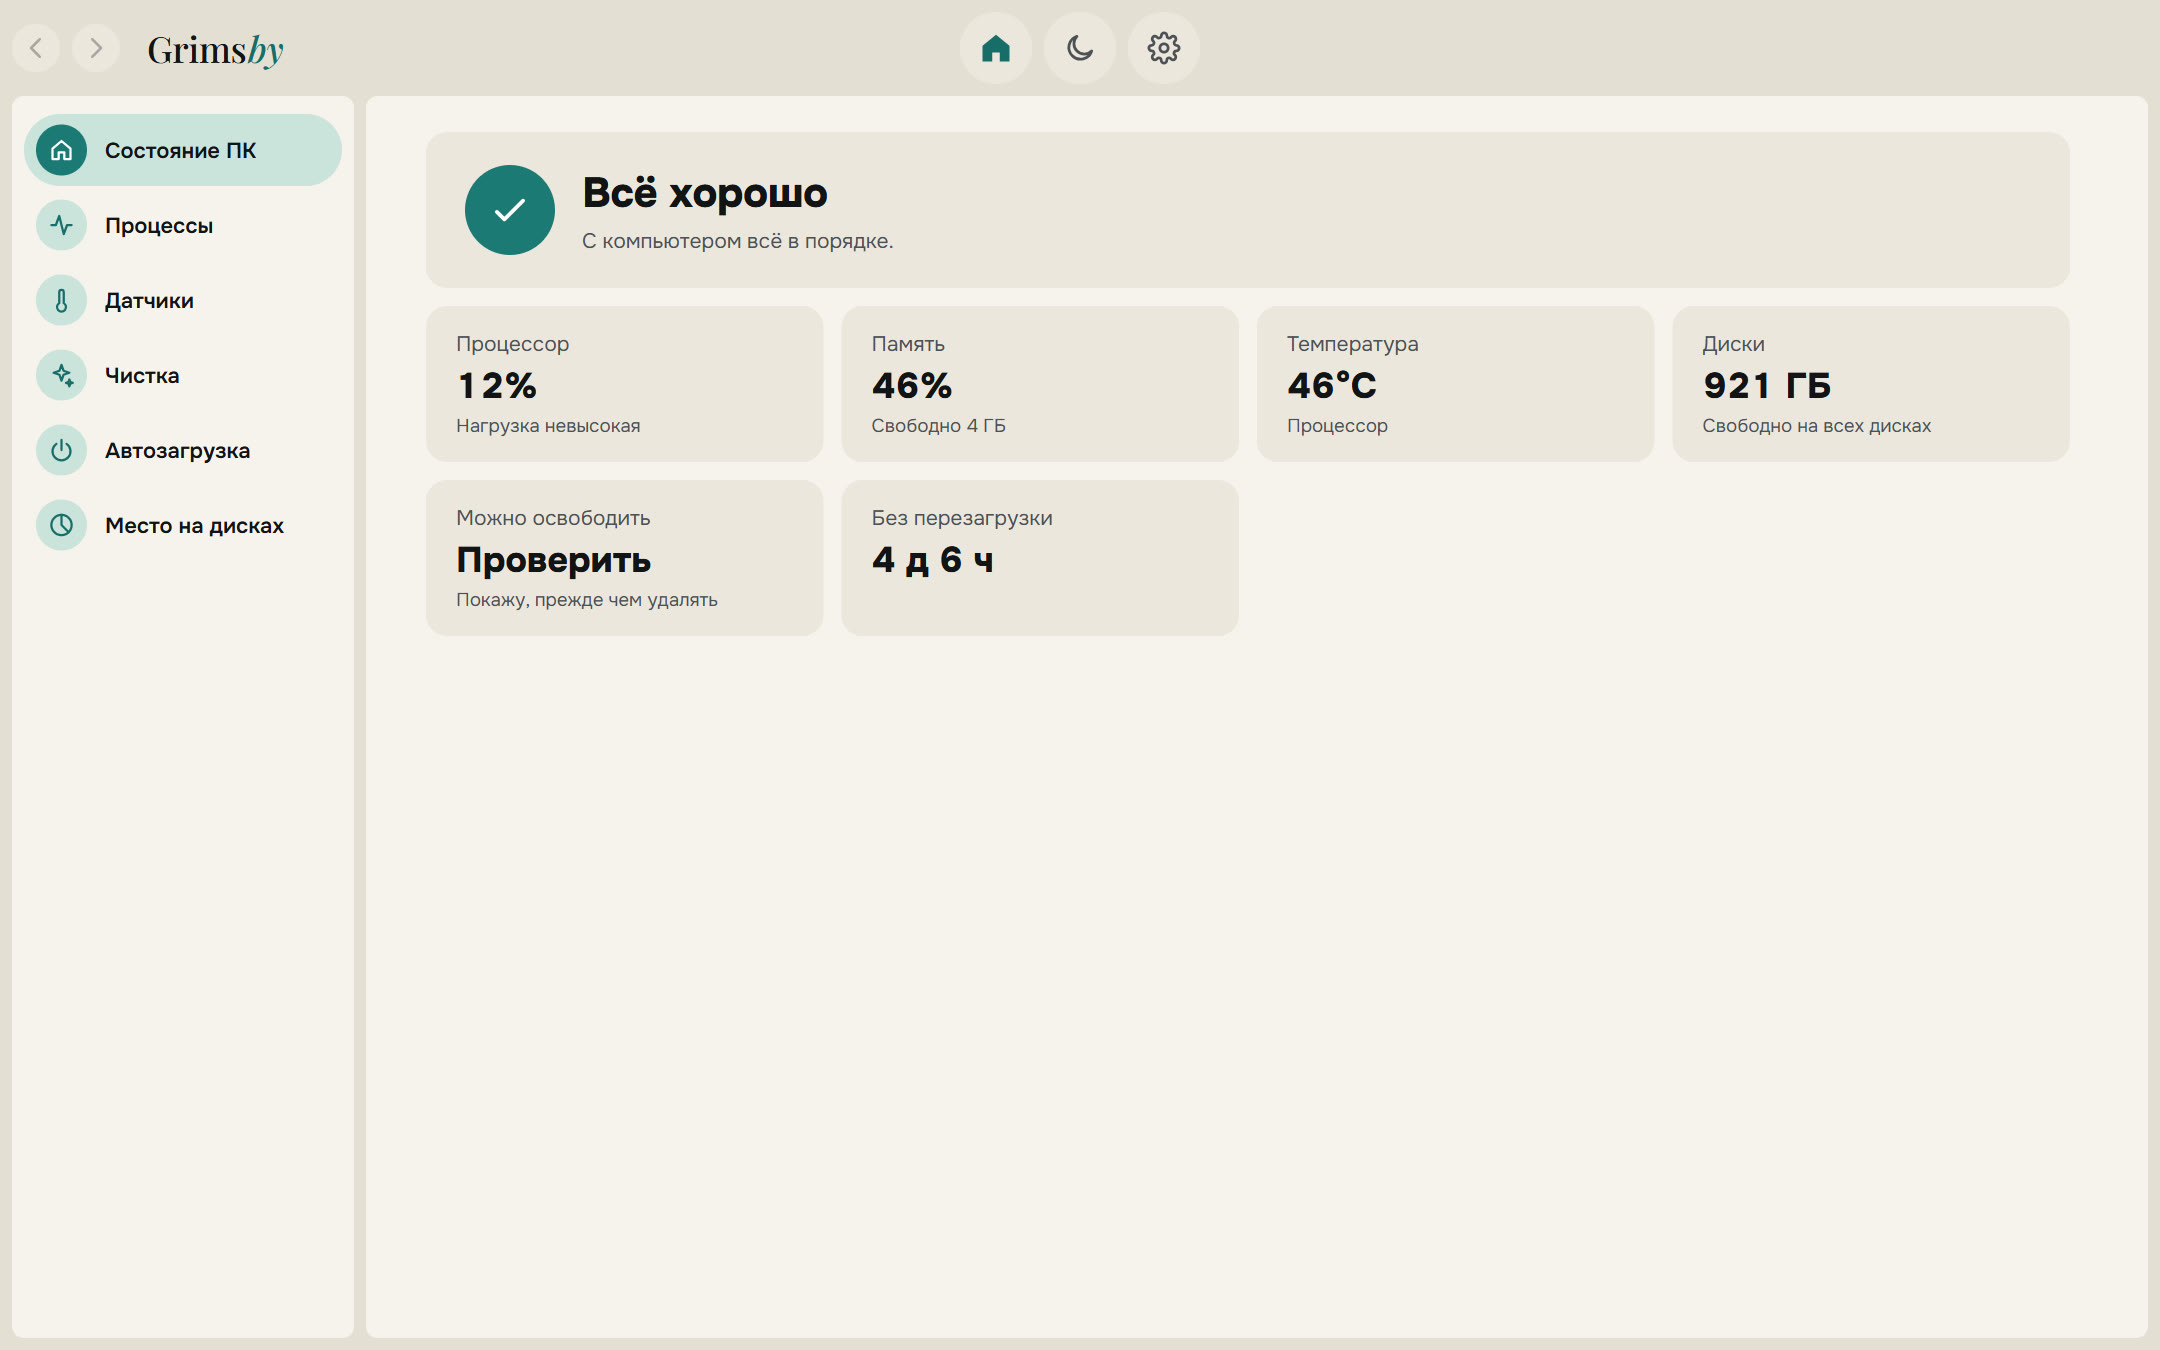 Grimsby
Состояние ПК
Процессы
Датчики
Чистка
Автозагрузка
Место на дисках
Всё хорошо
С компьютером всё в порядке.
Процессор
12%
Нагрузка невысокая
Память
46%
Свободно 4 ГБ
Температура
46°C
Процессор
Диски
921 ГБ
Свободно на всех дисках
Можно освободить
Проверить
Покажу, прежде чем удалять
Без перезагрузки
4 д 6 ч